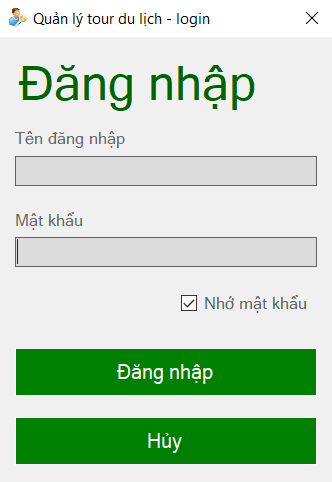 Quản lý tour du lịch - login
Đăng nhập
Tên đăng nhập
Mật khẩu
Nhớ mật khẩu
Đăng nhập
Hủy